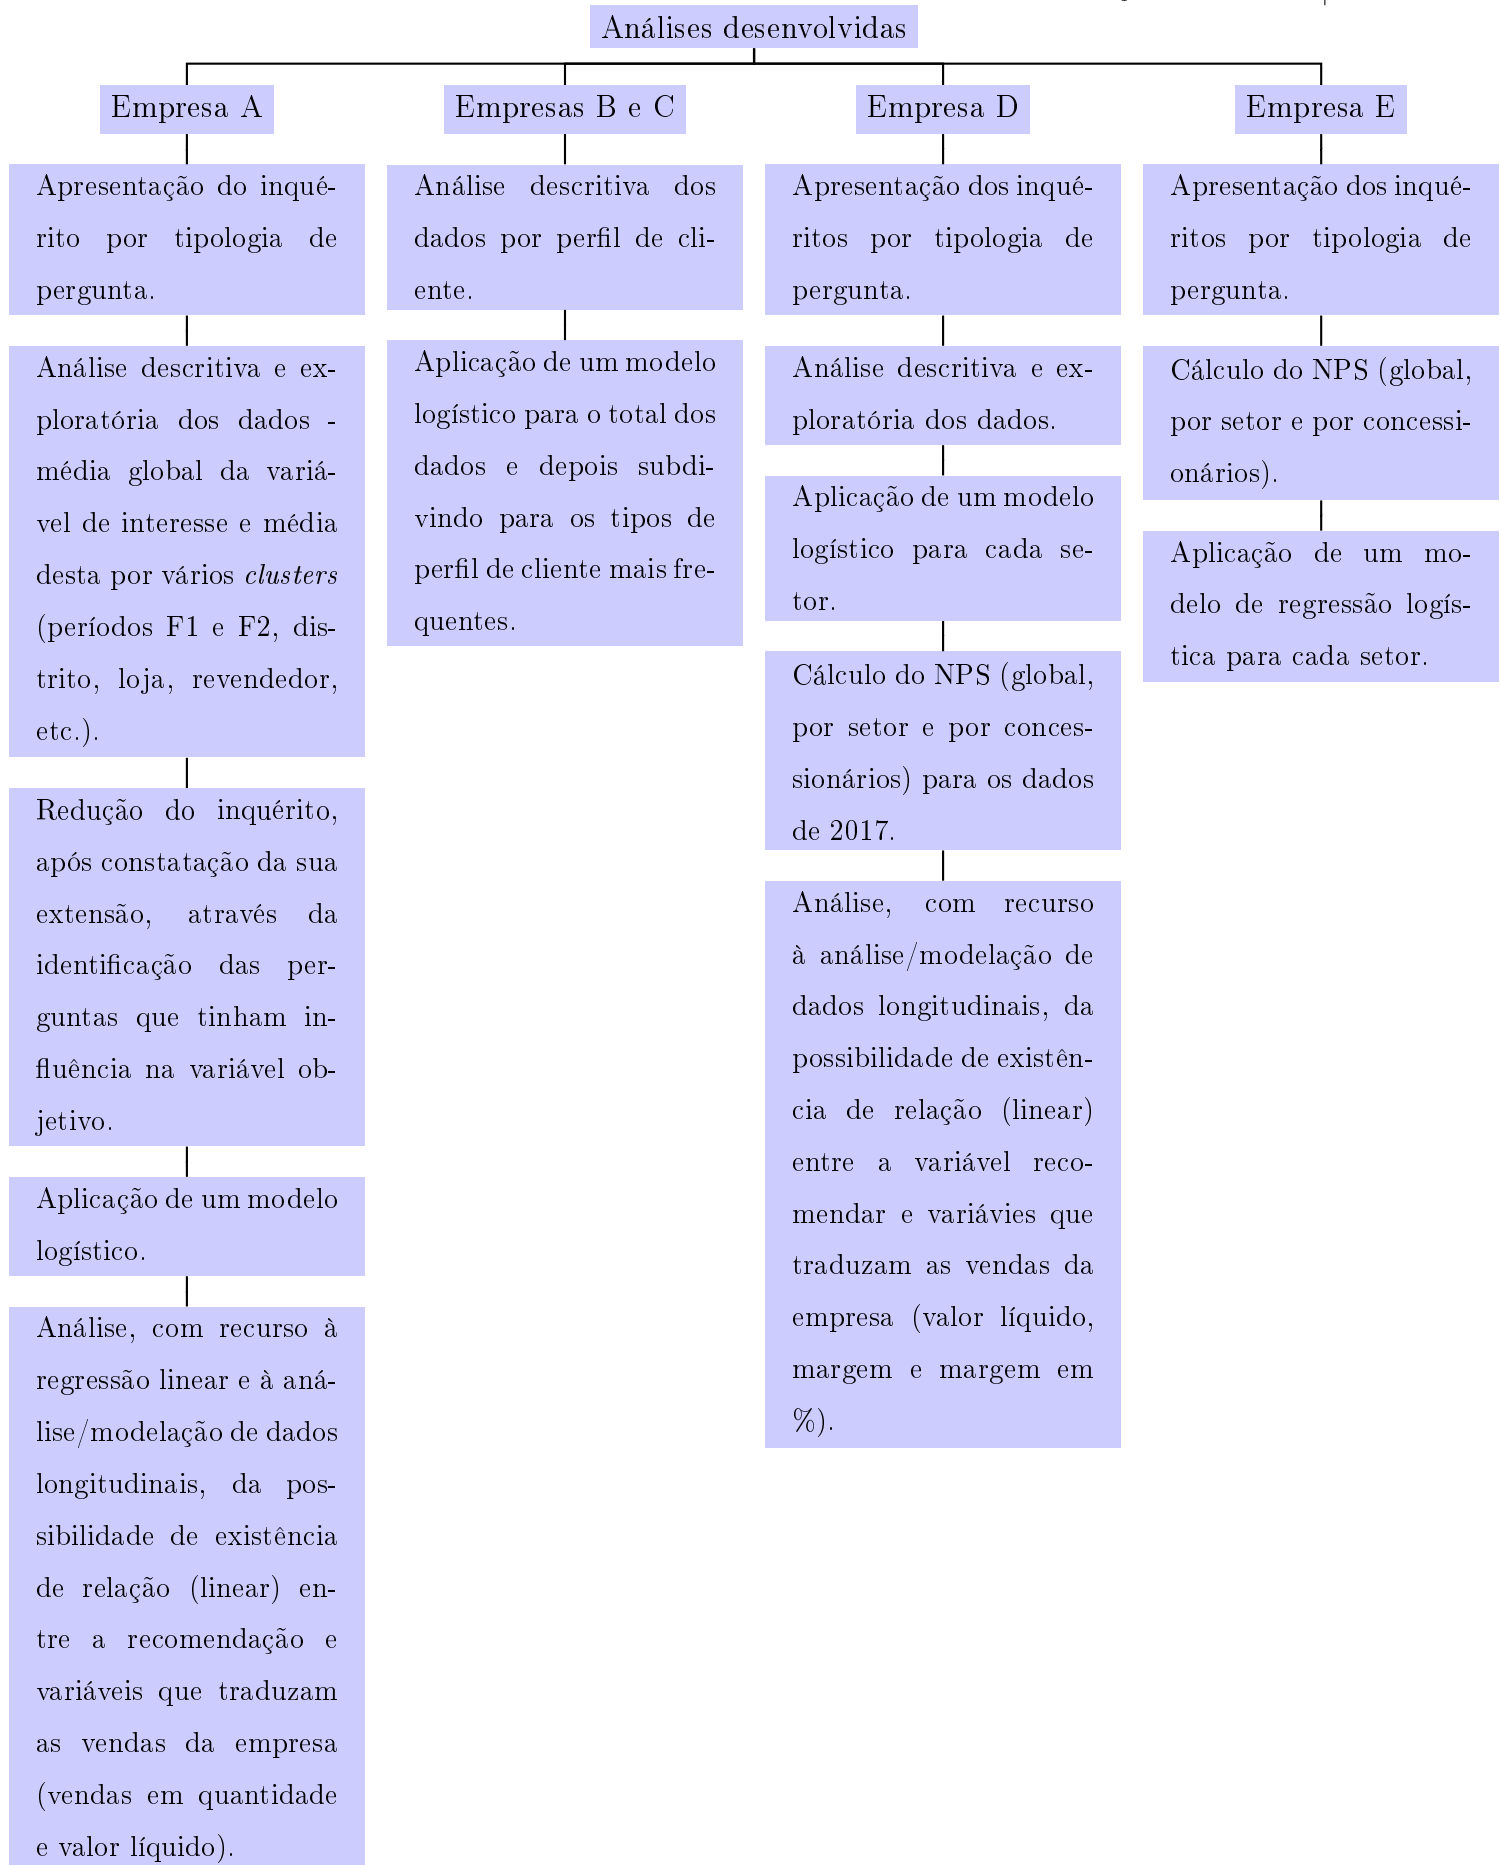 Análises desenvolvidas
Empresa A
Apresentação do inqué-
rito por tipologia de
pergunta.
Análise descritiva e ex-
ploratória dos dados -
média global da variá-
vel de interesse e média
desta por vários clusters
(períodos F1 e F2, dis-
trito, loja, revendedor,
etc.).
Redução do inquérito,
após constatação da sua
extensão, através da
identificação das per-
guntas que tinham in-
fluência na variável ob-
jetivo.
Aplicação de um modelo
logístico.
Análise, com recurso à
regressão linear e à aná-
lise/modelação de dados
longitudinais, da pos-
sibilidade de existência
de relação (linear) en-
tre a recomendação e
variáveis que traduzam
as vendas da empresa
(vendas em quantidade
e valor líquido).
Empresas B e C
Análise descritiva dos
dados por perfil de cli-
ente.
Aplicação de um modelo
logístico para o total dos
dados e depois subdi-
vindo para os tipos de
perfil de cliente mais fre-
quentes.
Empresa D
Apresentação dos inqué-
ritos por tipologia de
pergunta.
Análise descritiva e ex-
ploratória dos dados.
Aplicação de um modelo
logístico para cada se-
tor.
Cálculo do NPS (global,
por setor e por conces-
sionários) para os dados
de 2017.
Análise, com recurso
à análise/modelação de
dados longitudinais, da
possibilidade de existên-
cia de relação (linear)
entre a variável reco-
mendar e variávies que
traduzam as vendas da
empresa (valor líquido,
margem e margem em
%).
Empresa E
Apresentação dos inqué-
ritos por tipologia de
pergunta.
Cálculo do NPS (global,
por setor e por concessi-
onários).
Aplicação de um mo-
delo de regressão logís-
tica para cada setor.